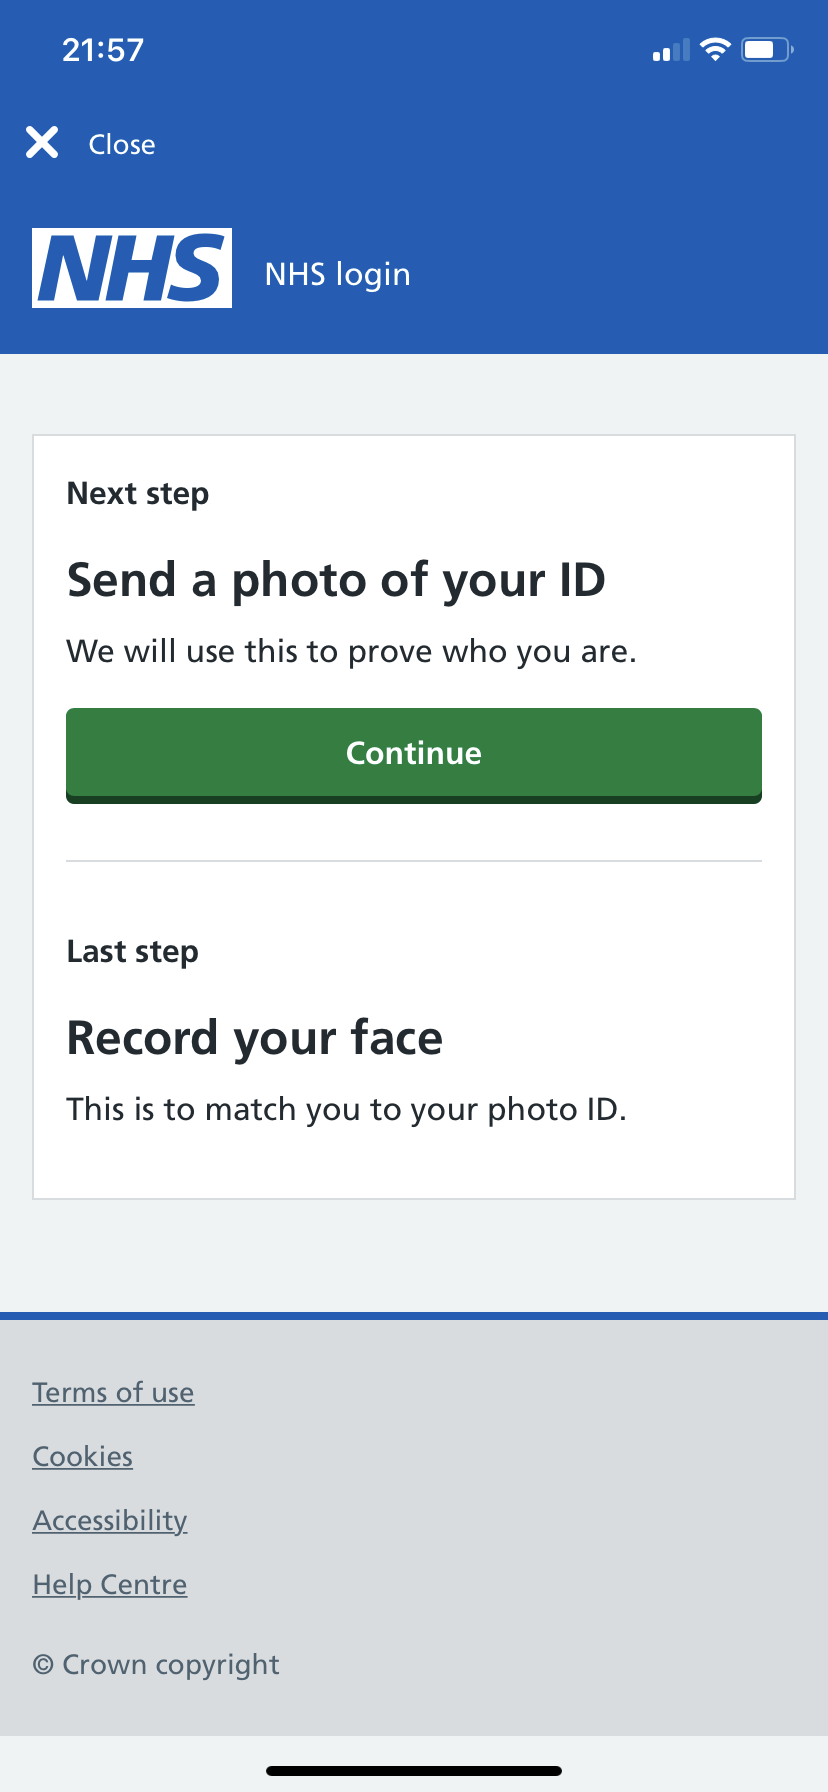 21:57
Close
NHS
NHS login
Next step
Send a photo of your ID
We will use this to prove who you are.
Continue
Last step
Record your face
This is to match you to your photo ID.
Terms of use
Cookies
Accessibility
Help Centre
© Crown copyright